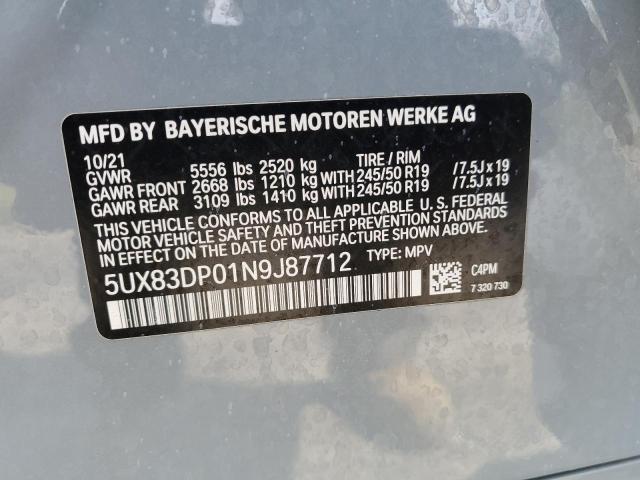 MFD BY BAYERISCHE MOTOREN WERKE AG
10/21 TIRE / RIM
GVWR 5556 lbs 2520 kg
GAWR FRONT 2668 lbs 1210 kg WITH 245/50 R19 /7.5J x 19
GAWR REAR 3109 lbs 1410 kg WITH 245/50 R19 /7.5J x 19
THIS VEHICLE CONFORMS TO ALL APPLICABLE U. S. FEDERAL
MOTOR VEHICLE SAFETY AND THEFT PREVENTION STANDARDS
IN EFFECT ON THE DATE OF MANUFACTURE SHOWN ABOVE.
5UX83DP01N9J87712 TYPE: MPV
C4PM
7 320 730